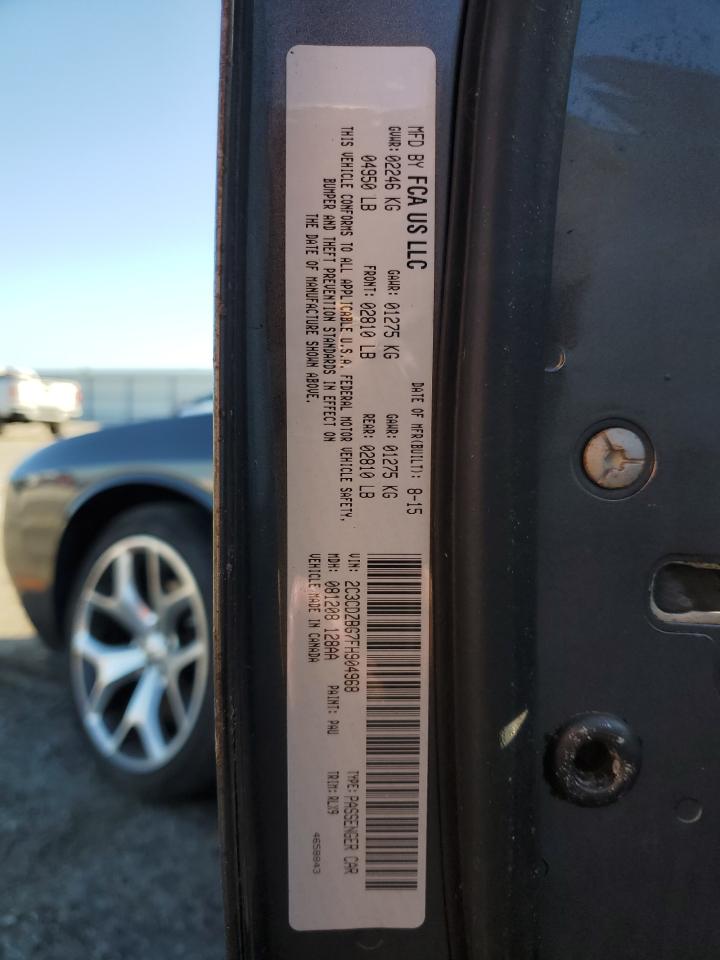 MFD BY FCA US LLC DATE OF MFR(BUILT): 8-15
GVWR: 02246 KG GAWR: 01275 KG GAWR: 01275 KG
04950 LB FRONT: 02810 LB REAR: 02810 LB
THIS VEHICLE CONFORMS TO ALL APPLICABLE U.S.A. FEDERAL MOTOR VEHICLE SAFETY,
BUMPER AND THEFT PREVENTION STANDARDS IN EFFECT ON
THE DATE OF MANUFACTURE SHOWN ABOVE.
VIN: 2C3CDZBG7FH904968 TYPE: PASSENGER CAR
MDH: 081208 128AA PAINT: PAU TRIM: RLX9
VEHICLE MADE IN CANADA 4658843